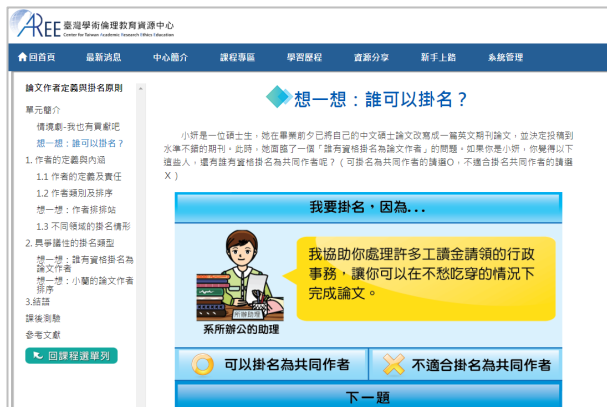 AREE 臺灣學術倫理教育資源中心
Center for Taiwan Academic Research Ethics Education
回首頁 最新消息 中心簡介 課程專區 學習歷程 資源分享 新手上路 系統管理
論文作者定義與掛名原則
單元簡介
情境劇-我也有貢獻吧
想一想：誰可以掛名？
1. 作者的定義與內涵
1.1 作者的定義及責任
1.2 作者類別及排序
想一想：作者排排站
1.3 不同領域的掛名情形
2. 具爭議性的掛名類型
想一想：誰有資格掛名為
論文作者
想一想：小蘭的論文作者
排序
3.結語
課後測驗
參考文獻
回課程選單列
想一想：誰可以掛名？
小妍是一位碩士生，她在畢業前夕已將自己的中文碩士論文改寫成一篇英文期刊論文，並決定投稿到
水準不錯的期刊。此時，她面臨了一個「誰有資格掛名為論文作者」的問題。如果你是小妍，你覺得以下
這些人，還有誰有資格掛名為共同作者呢？（可掛名為共同作者的請選O，不適合掛名共同作者的請選
X）
我要掛名，因為...
我協助你處理許多工讀金請領的行政
事務，讓你可以在不愁吃穿的情況下
完成論文。
所辦助理
系所辦公的助理
可以掛名為共同作者
不適合掛名為共同作者
下一題